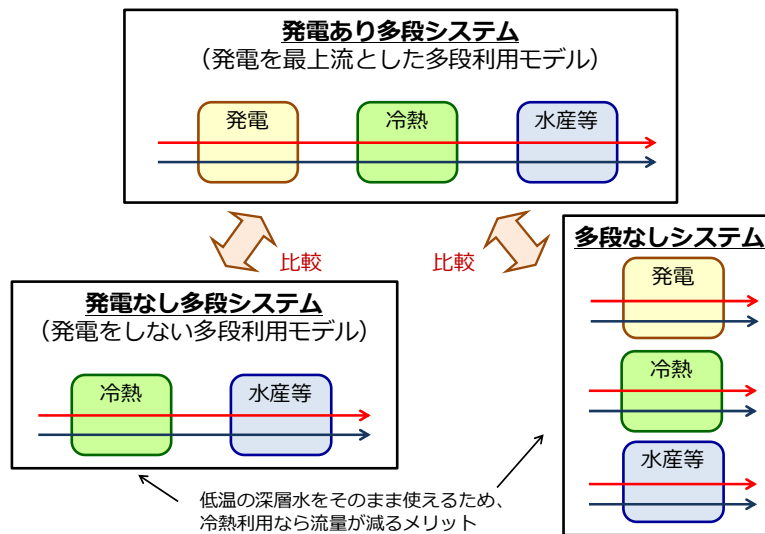 発電あり多段システム
（発電を最上流とした多段利用モデル）
発電
冷熱
水産等
比較
比較
発電なし多段システム
（発電をしない多段利用モデル）
冷熱
水産等
多段なしシステム
発電
冷熱
水産等
低温の深層水をそのまま使えるため、
冷熱利用なら流量が減るメリット